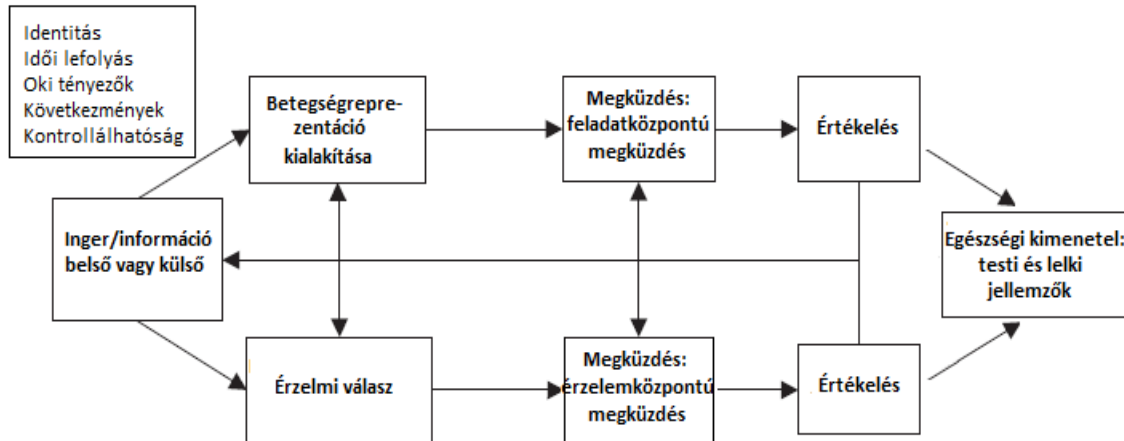 Identitás
Idői lefolyás
Oki tényezők
Következmények
Kontrollálhatóság
Betegségrepre-
zentáció
kialakítása
Megküzdés:
feladatközpontú
megküzdés
Értékelés
Inger/információ
belső vagy külső
Egészségi kimenetel:
testi és lelki
jellemzők
Érzelmi válasz
Megküzdés:
érzelemközpontú
megküzdés
Értékelés